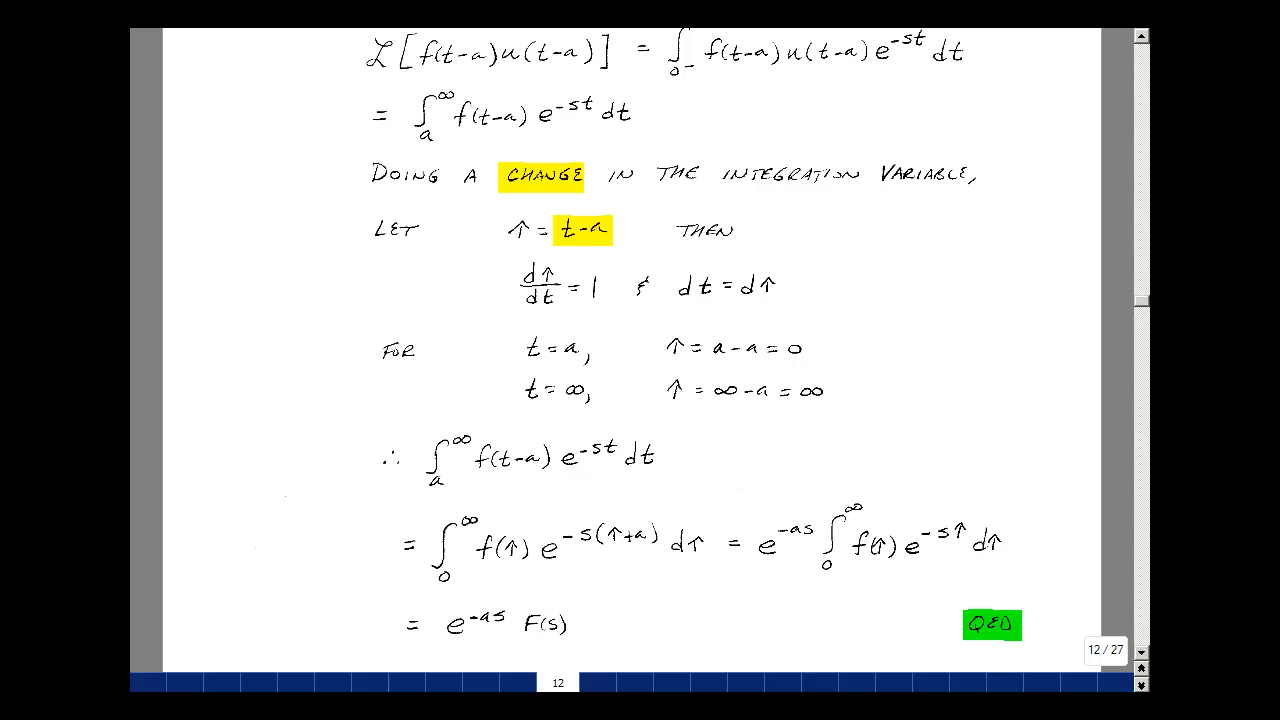 ℒ[f(t-a)u(t-a)] = ∫₀₋ f(t-a)u(t-a)e^{-st}dt
= ∫ₐ^∞ f(t-a)e^{-st}dt
DOING A CHANGE IN THE INTEGRATION VARIABLE,
LET ↑ = t-a THEN
d↑/dt = 1 & dt = d↑
FOR t=a, ↑ = a-a = 0
t=∞, ↑ = ∞-a = ∞
∴ ∫ₐ^∞ f(t-a)e^{-st}dt
= ∫₀^∞ f(↑)e^{-s(↑+a)}d↑ = e^{-as} ∫₀^∞ f(↑)e^{-s↑}d↑
= e^{-as} F(s) QED
12 / 27
12